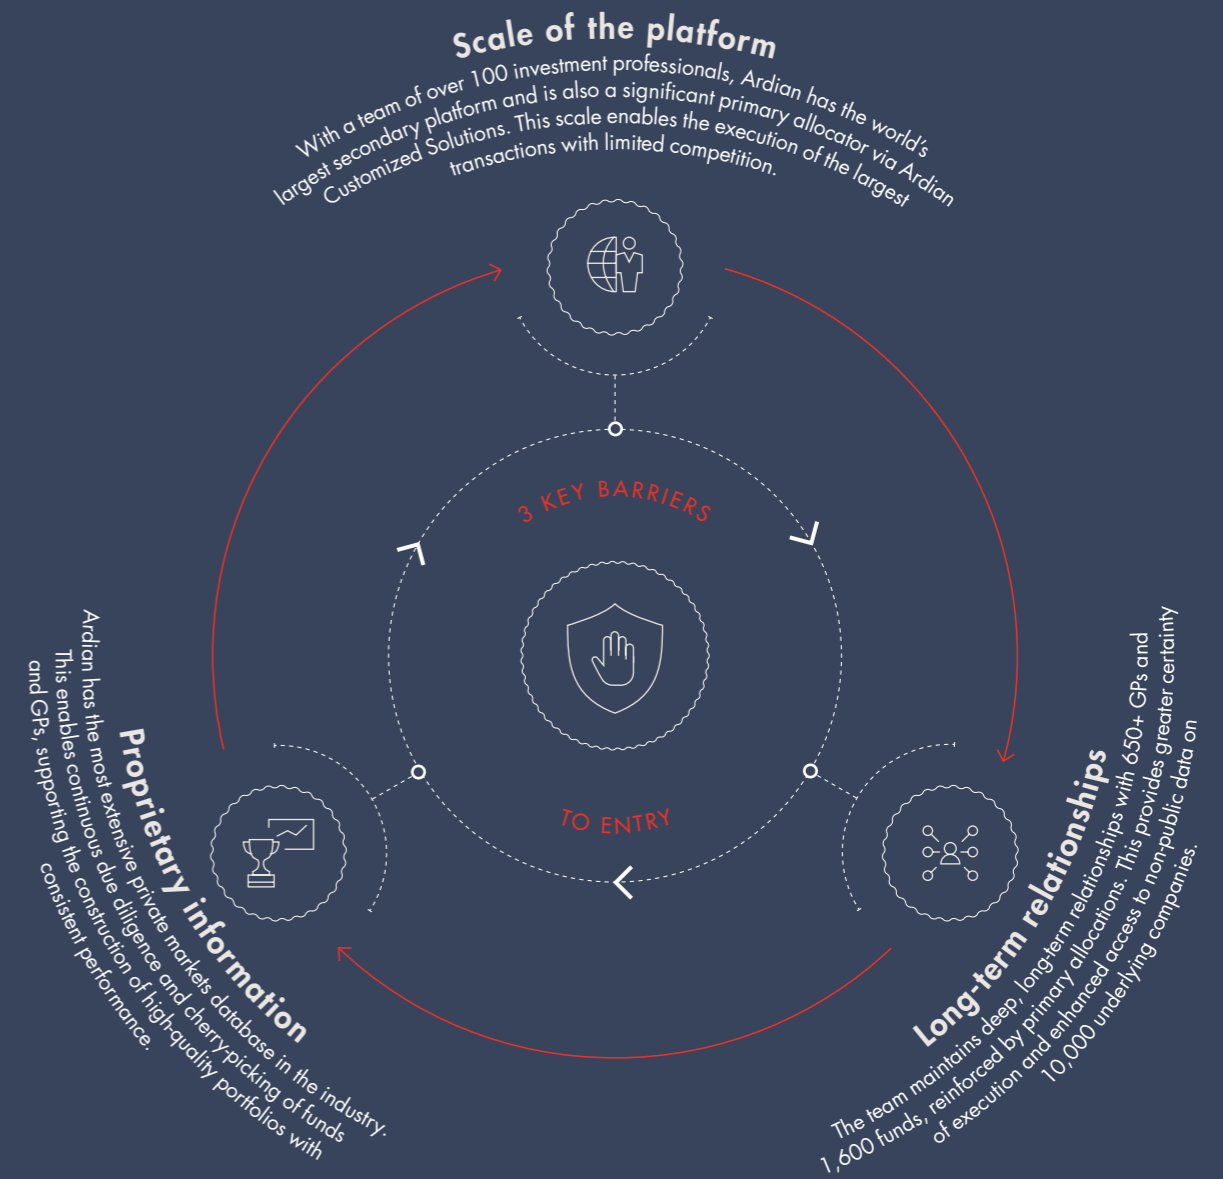 Scale of the platform
With a team of over 100 investment professionals, Ardian has the world's
largest secondary platform and is also a significant primary allocator via Ardian
Customized Solutions. This scale enables the execution of the largest
transactions with limited competition.
3 KEY BARRIERS
TO ENTRY
Long-term relationships
The team maintains deep, long-term relationships with 650+ GPs and
1,600 funds, reinforced by primary allocations. This provides greater certainty
of execution and enhanced access to non-public data on
10,000 underlying companies.
Proprietary information
Ardian has the most extensive private markets database in the industry.
This enables continuous due diligence and cherry-picking of funds
and GPs, supporting the construction of high-quality portfolios with
consistent performance.